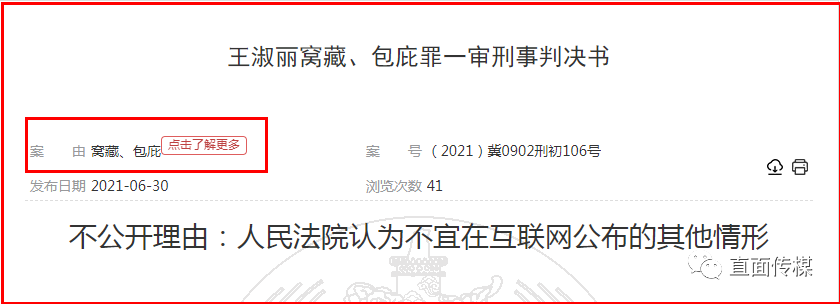 王淑丽窝藏、包庇罪一审刑事判决书
案 由 窝藏、包庇 点击了解更多 案 号 （2021）冀0902刑初106号
发布日期 2021-06-30 浏览次数 41
不公开理由：人民法院认为不宜在互联网公布的其他情形
直面传媒